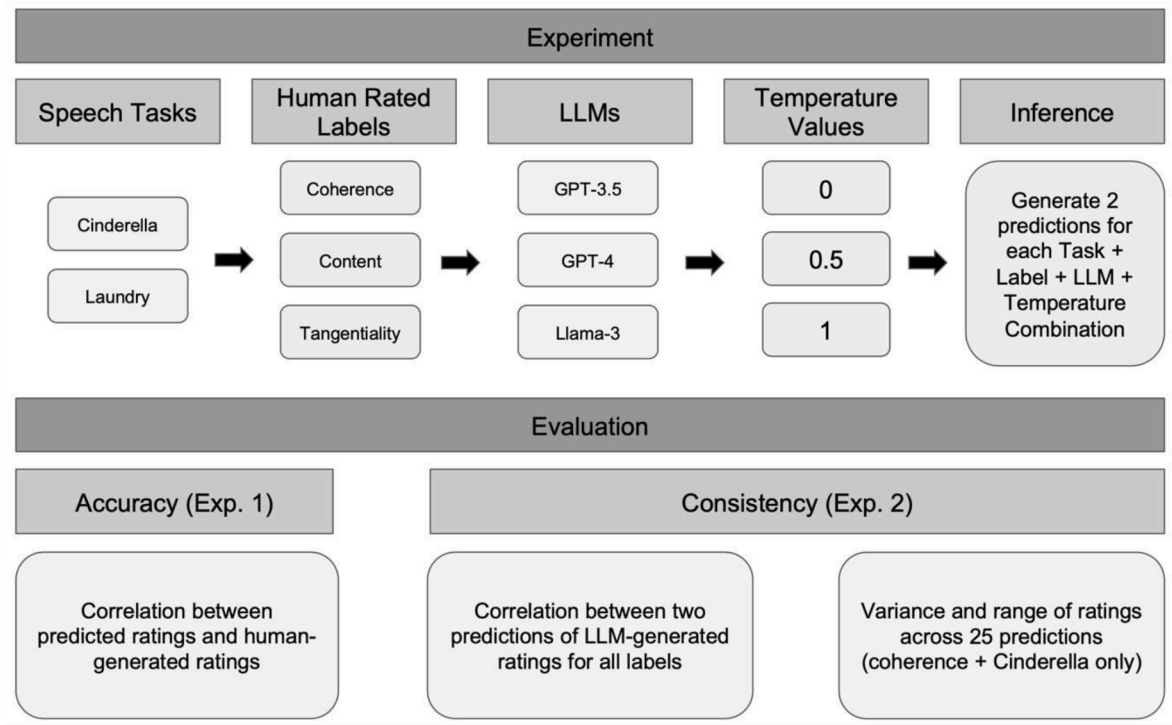 Experiment
Speech Tasks
Human Rated
Labels
LLMs
Temperature
Values
Inference
Cinderella
Laundry
Coherence
Content
Tangentiality
GPT-3.5
GPT-4
Llama-3
0
0.5
1
Generate 2
predictions for
each Task +
Label + LLM +
Temperature
Combination
Evaluation
Accuracy (Exp. 1)
Consistency (Exp. 2)
Correlation between
predicted ratings and human-
generated ratings
Correlation between two
predictions of LLM-generated
ratings for all labels
Variance and range of ratings
across 25 predictions
(coherence + Cinderella only)